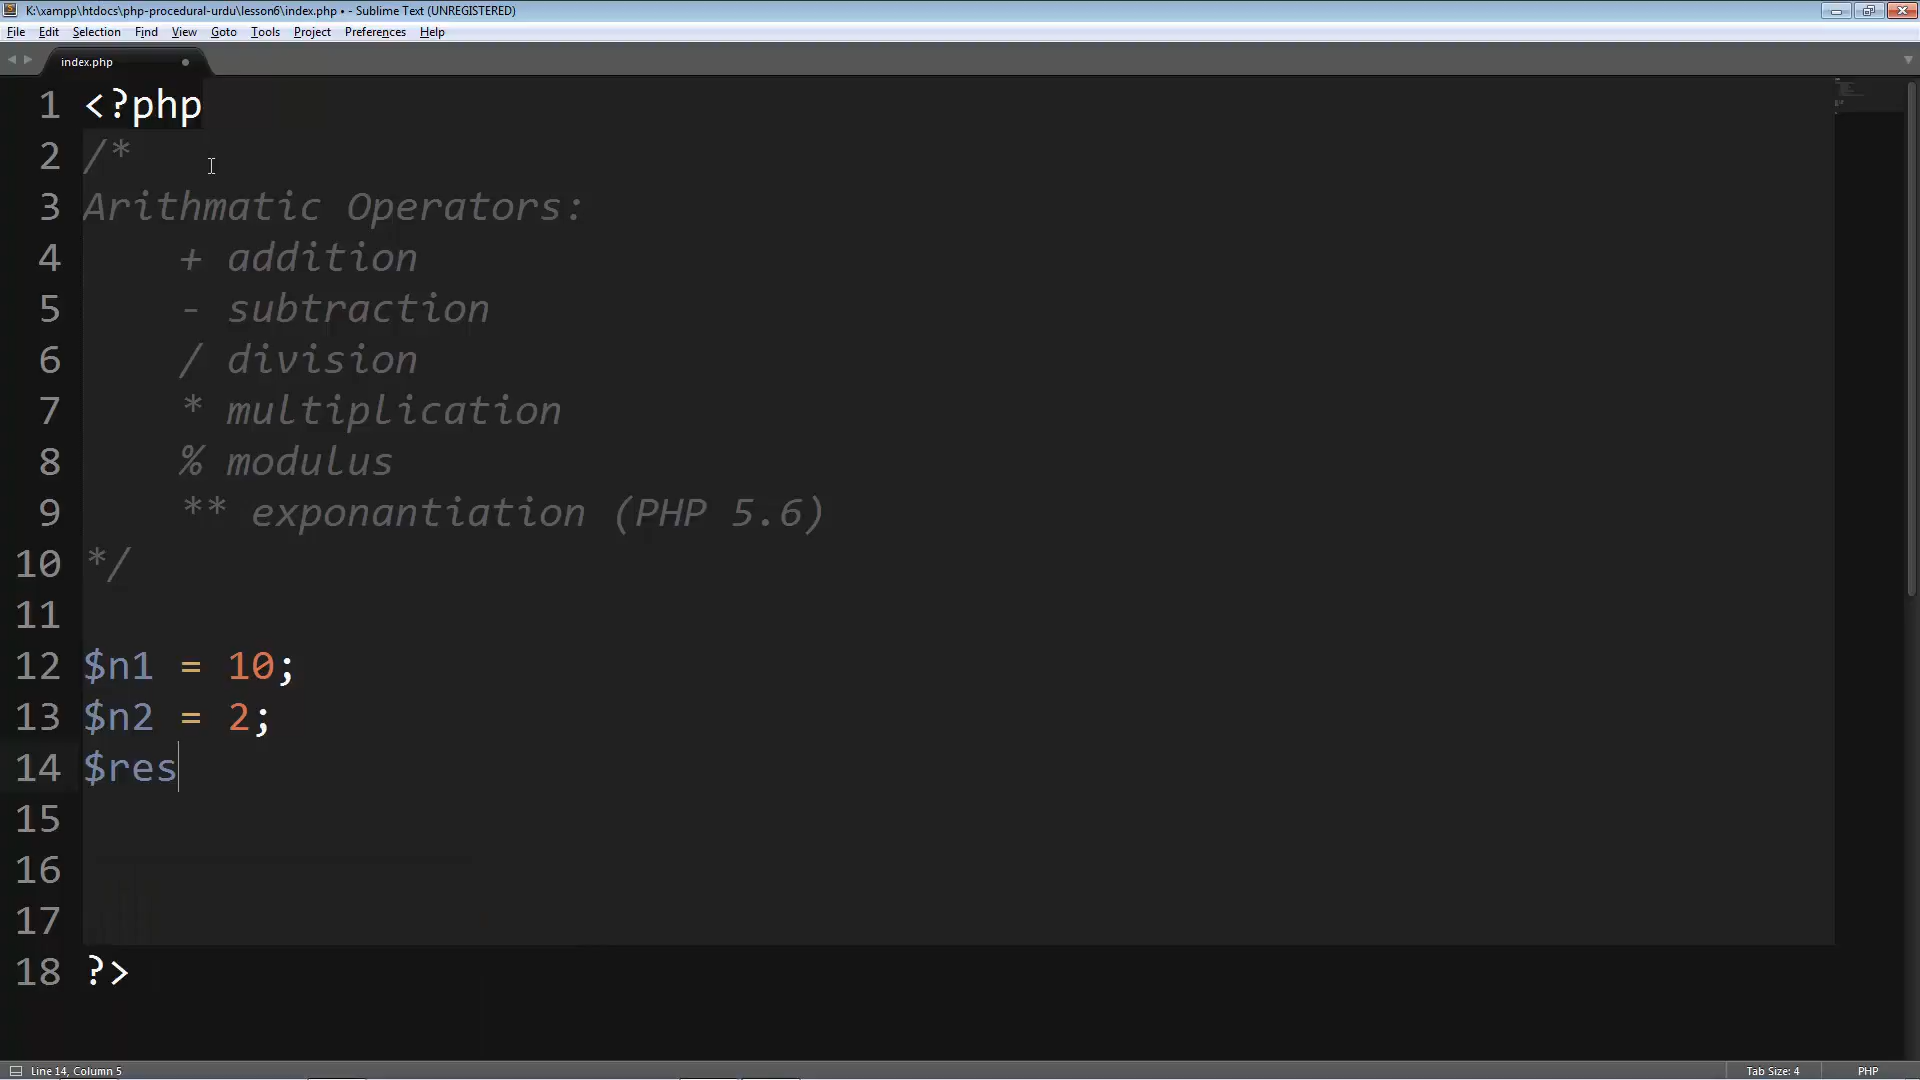 K:\xampp\htdocs\php-procedural-urdu\lesson6\index.php • - Sublime Text (UNREGISTERED)
File Edit Selection Find View Goto Tools Project Preferences Help
index.php
1 <?php
2 /*
3 Arithmatic Operators:
4 + addition
5 - subtraction
6 / division
7 * multiplication
8 % modulus
9 ** exponantiation (PHP 5.6)
10 */
11
12 $n1 = 10;
13 $n2 = 2;
14 $res
15
16
17
18 ?>
Line 14, Column 5 Tab Size: 4 PHP